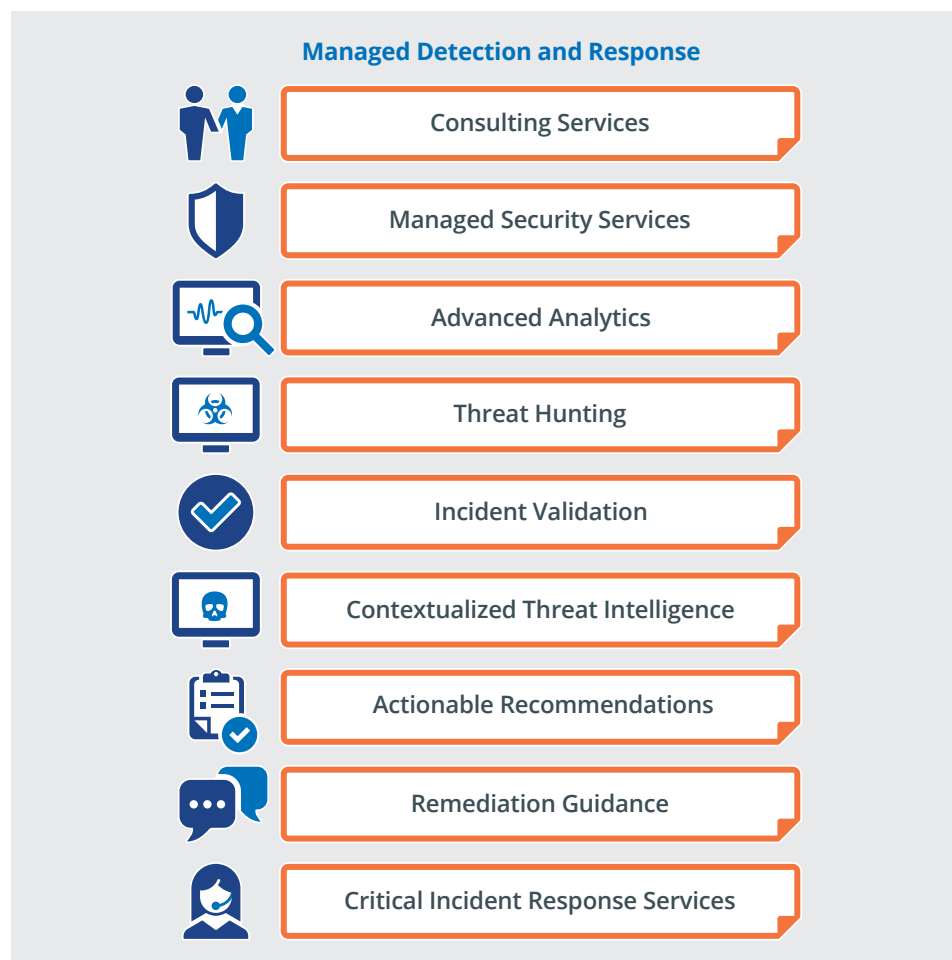 Managed Detection and Response
Consulting Services
Managed Security Services
Advanced Analytics
Threat Hunting
Incident Validation
Contextualized Threat Intelligence
Actionable Recommendations
Remediation Guidance
Critical Incident Response Services